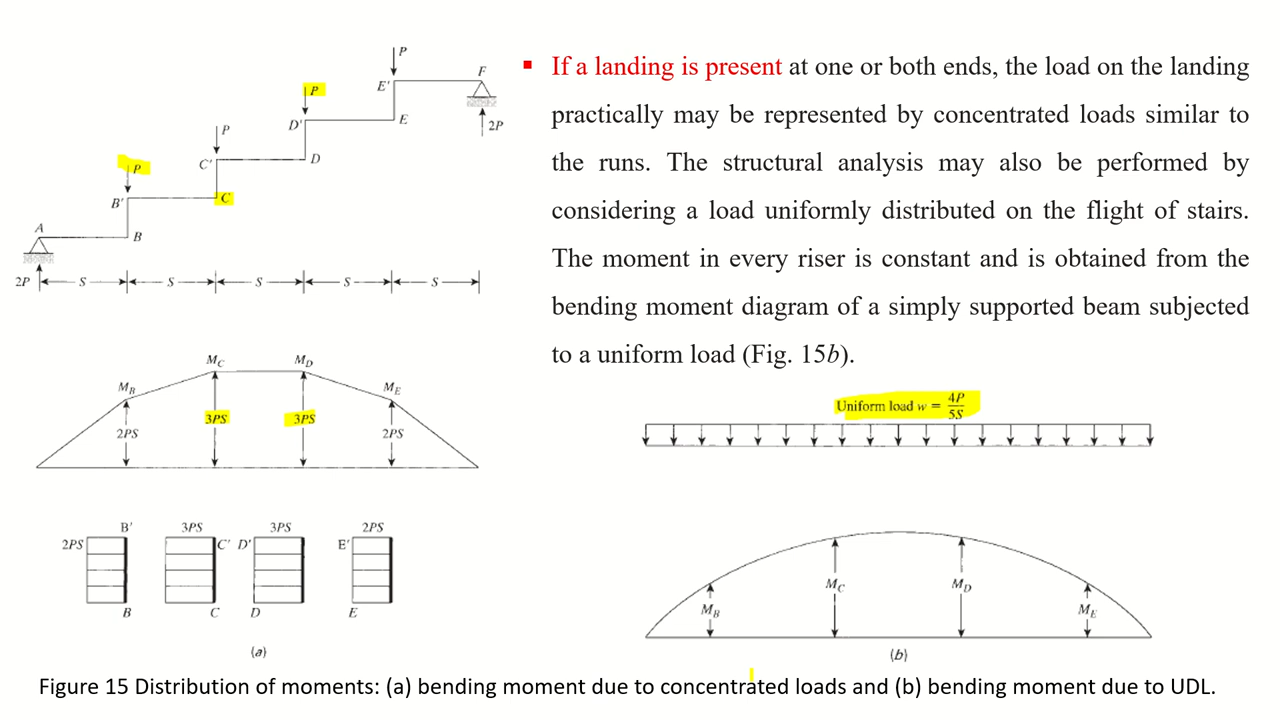 P
F
E'
P
E
2P
D'
P
C'
D
P
B'
C
A
B
2P
S S S S S
M_C M_D
M_B M_E
3PS 3PS
2PS 2PS
B' 3PS 3PS 2PS
2PS C' D' E'
B C D E
(a)
▪ If a landing is present at one or both ends, the load on the landing
practically may be represented by concentrated loads similar to
the runs. The structural analysis may also be performed by
considering a load uniformly distributed on the flight of stairs.
The moment in every riser is constant and is obtained from the
bending moment diagram of a simply supported beam subjected
to a uniform load (Fig. 15b).
Uniform load w = 4P/5S
M_C M_D
M_B M_E
(b)
Figure 15 Distribution of moments: (a) bending moment due to concentrated loads and (b) bending moment due to UDL.